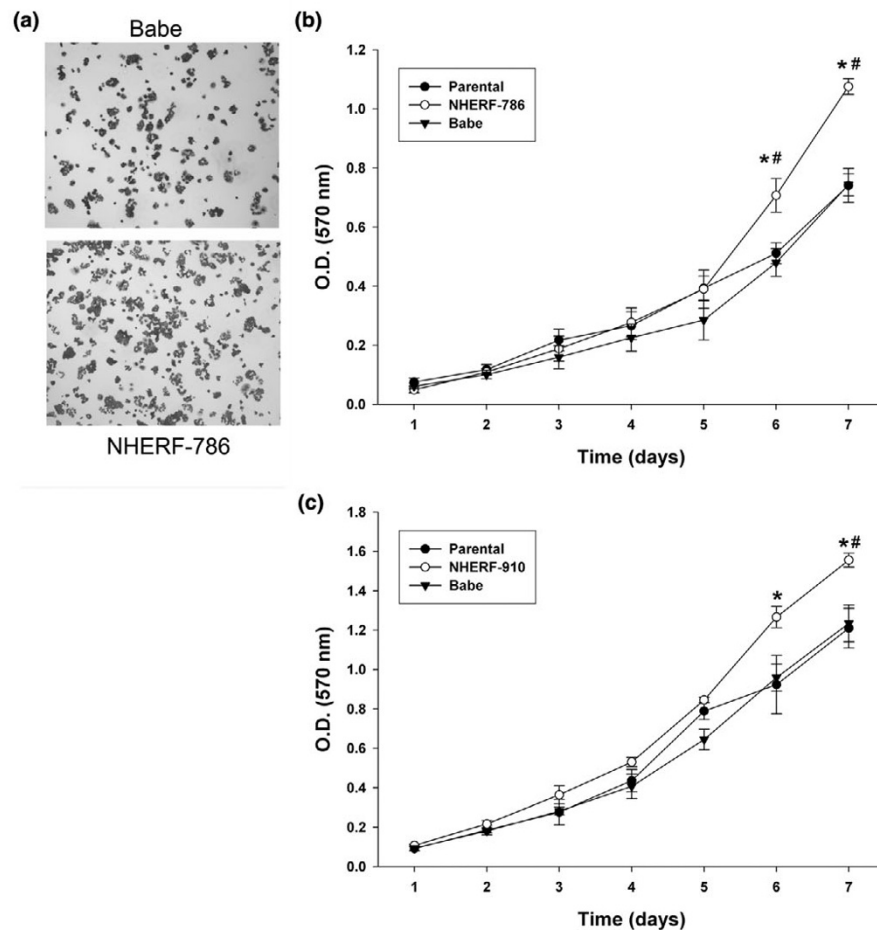 (a)
Babe
NHERF-786
(b)
1.2
1.0
0.8
0.6
0.4
0.2
0.0
O.D. (570 nm)
Parental
NHERF-786
Babe
*#
*#
1 2 3 4 5 6 7
Time (days)
(c)
1.8
1.6
1.4
1.2
1.0
0.8
0.6
0.4
0.2
0.0
O.D. (570 nm)
Parental
NHERF-910
Babe
*
*#
1 2 3 4 5 6 7
Time (days)